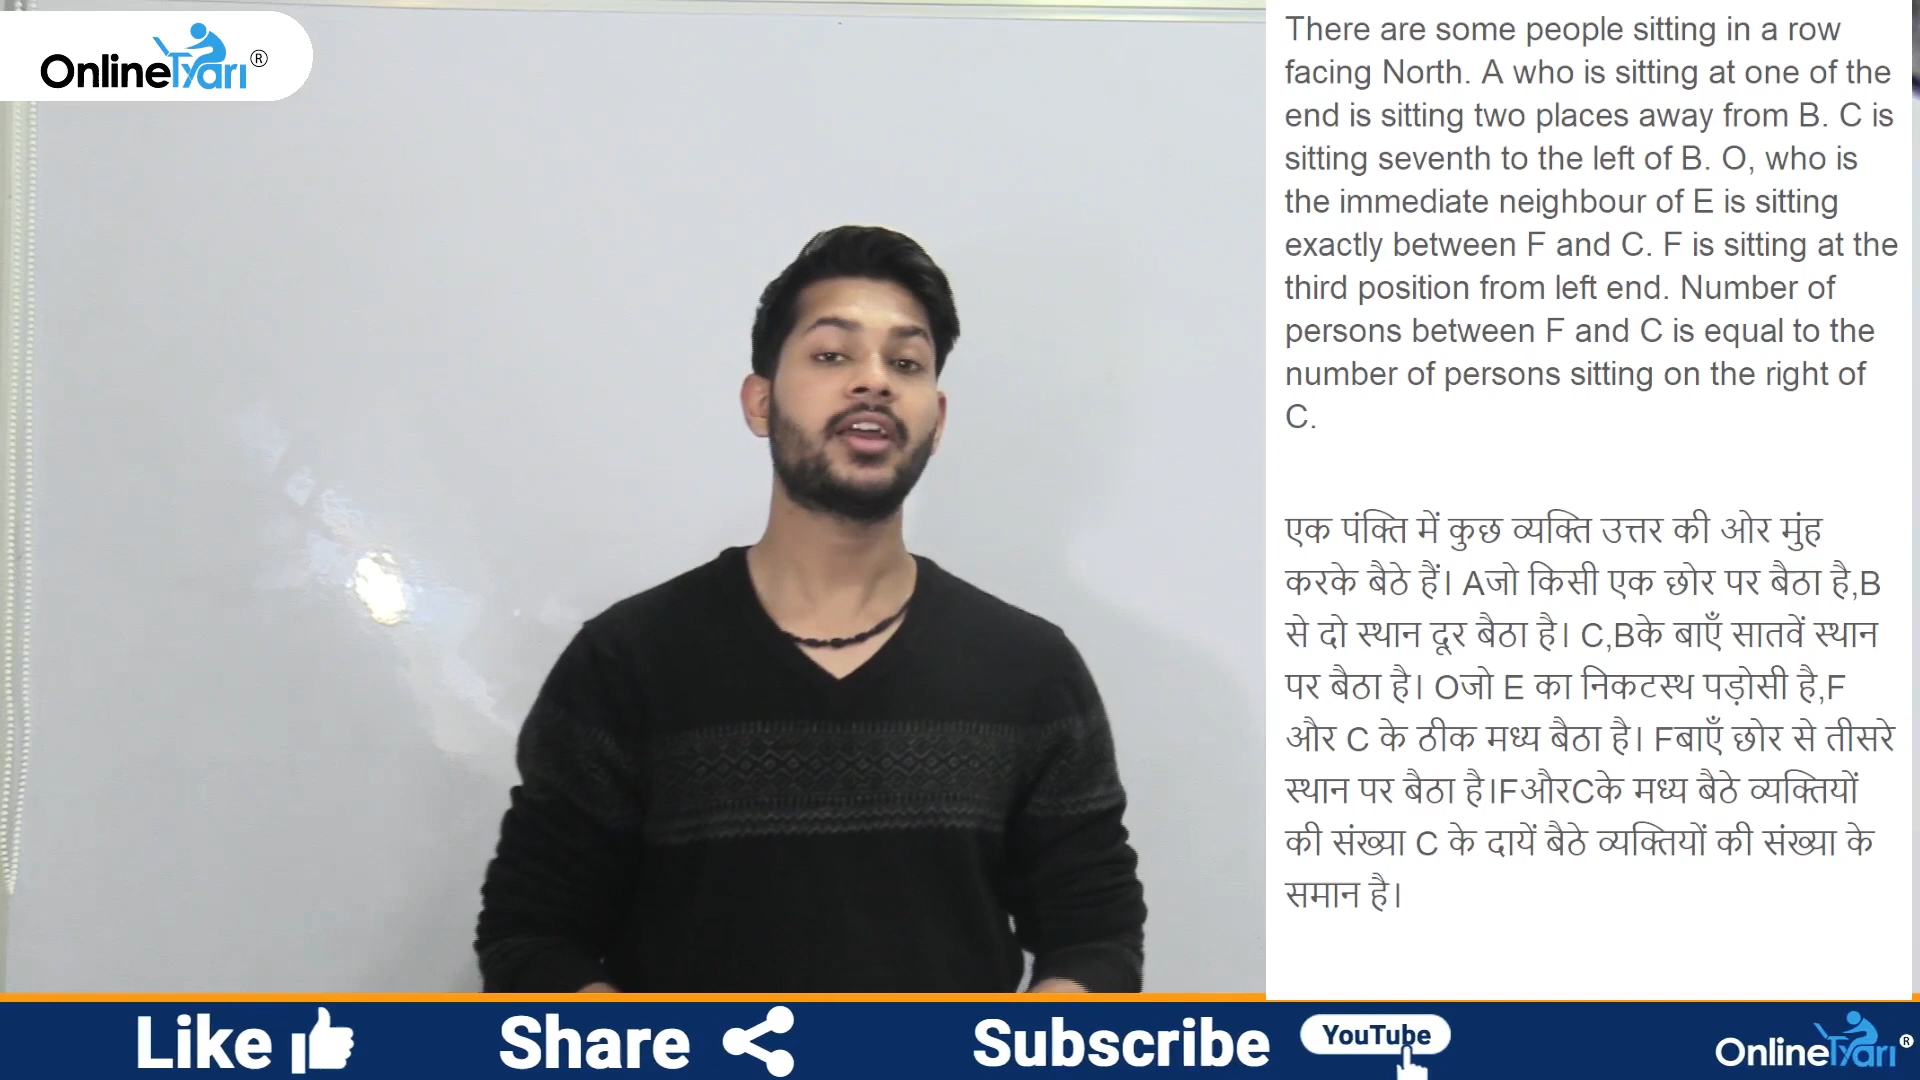 OnlineTyari®
There are some people sitting in a row
facing North. A who is sitting at one of the
end is sitting two places away from B. C is
sitting seventh to the left of B. O, who is
the immediate neighbour of E is sitting
exactly between F and C. F is sitting at the
third position from left end. Number of
persons between F and C is equal to the
number of persons sitting on the right of
C.
एक पंक्ति में कुछ व्यक्ति उत्तर की ओर मुंह
करके बैठे हैं। Aजो किसी एक छोर पर बैठा है,B
से दो स्थान दूर बैठा है। C,Bके बाएँ सातवें स्थान
पर बैठा है। Oजो E का निकटस्थ पड़ोसी है,F
और C के ठीक मध्य बैठा है। Fबाएँ छोर से तीसरे
स्थान पर बैठा है।FऔरCके मध्य बैठे व्यक्तियों
की संख्या C के दायें बैठे व्यक्तियों की संख्या के
समान है।
Like Share Subscribe YouTube OnlineTyari®